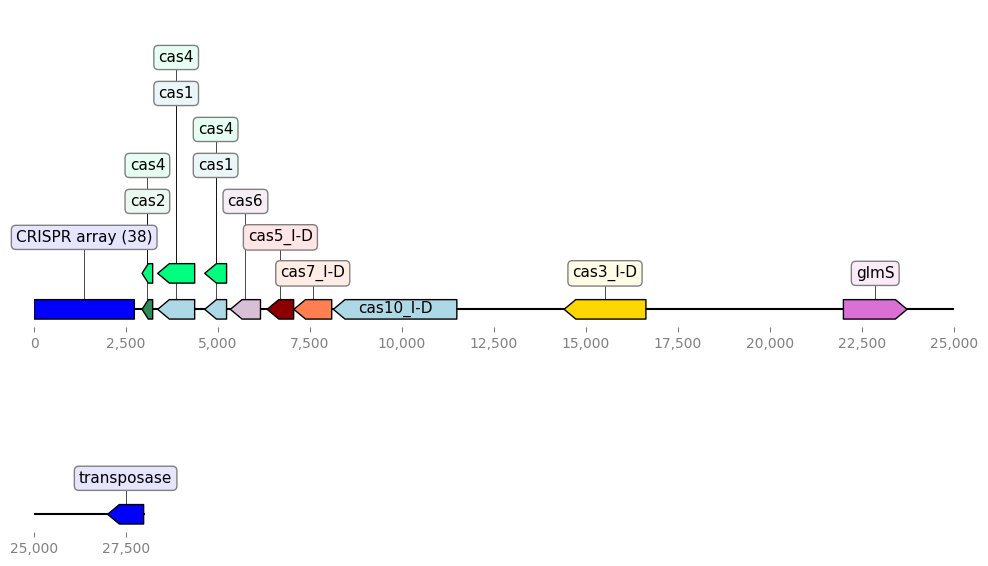 cas4
cas1
cas4
cas4
cas1
cas2
cas6
CRISPR array (38)
cas5_I-D
cas7_I-D
cas3_I-D
glmS
cas10_I-D
0
2,500
5,000
7,500
10,000
12,500
15,000
17,500
20,000
22,500
25,000
transposase
25,000
27,500